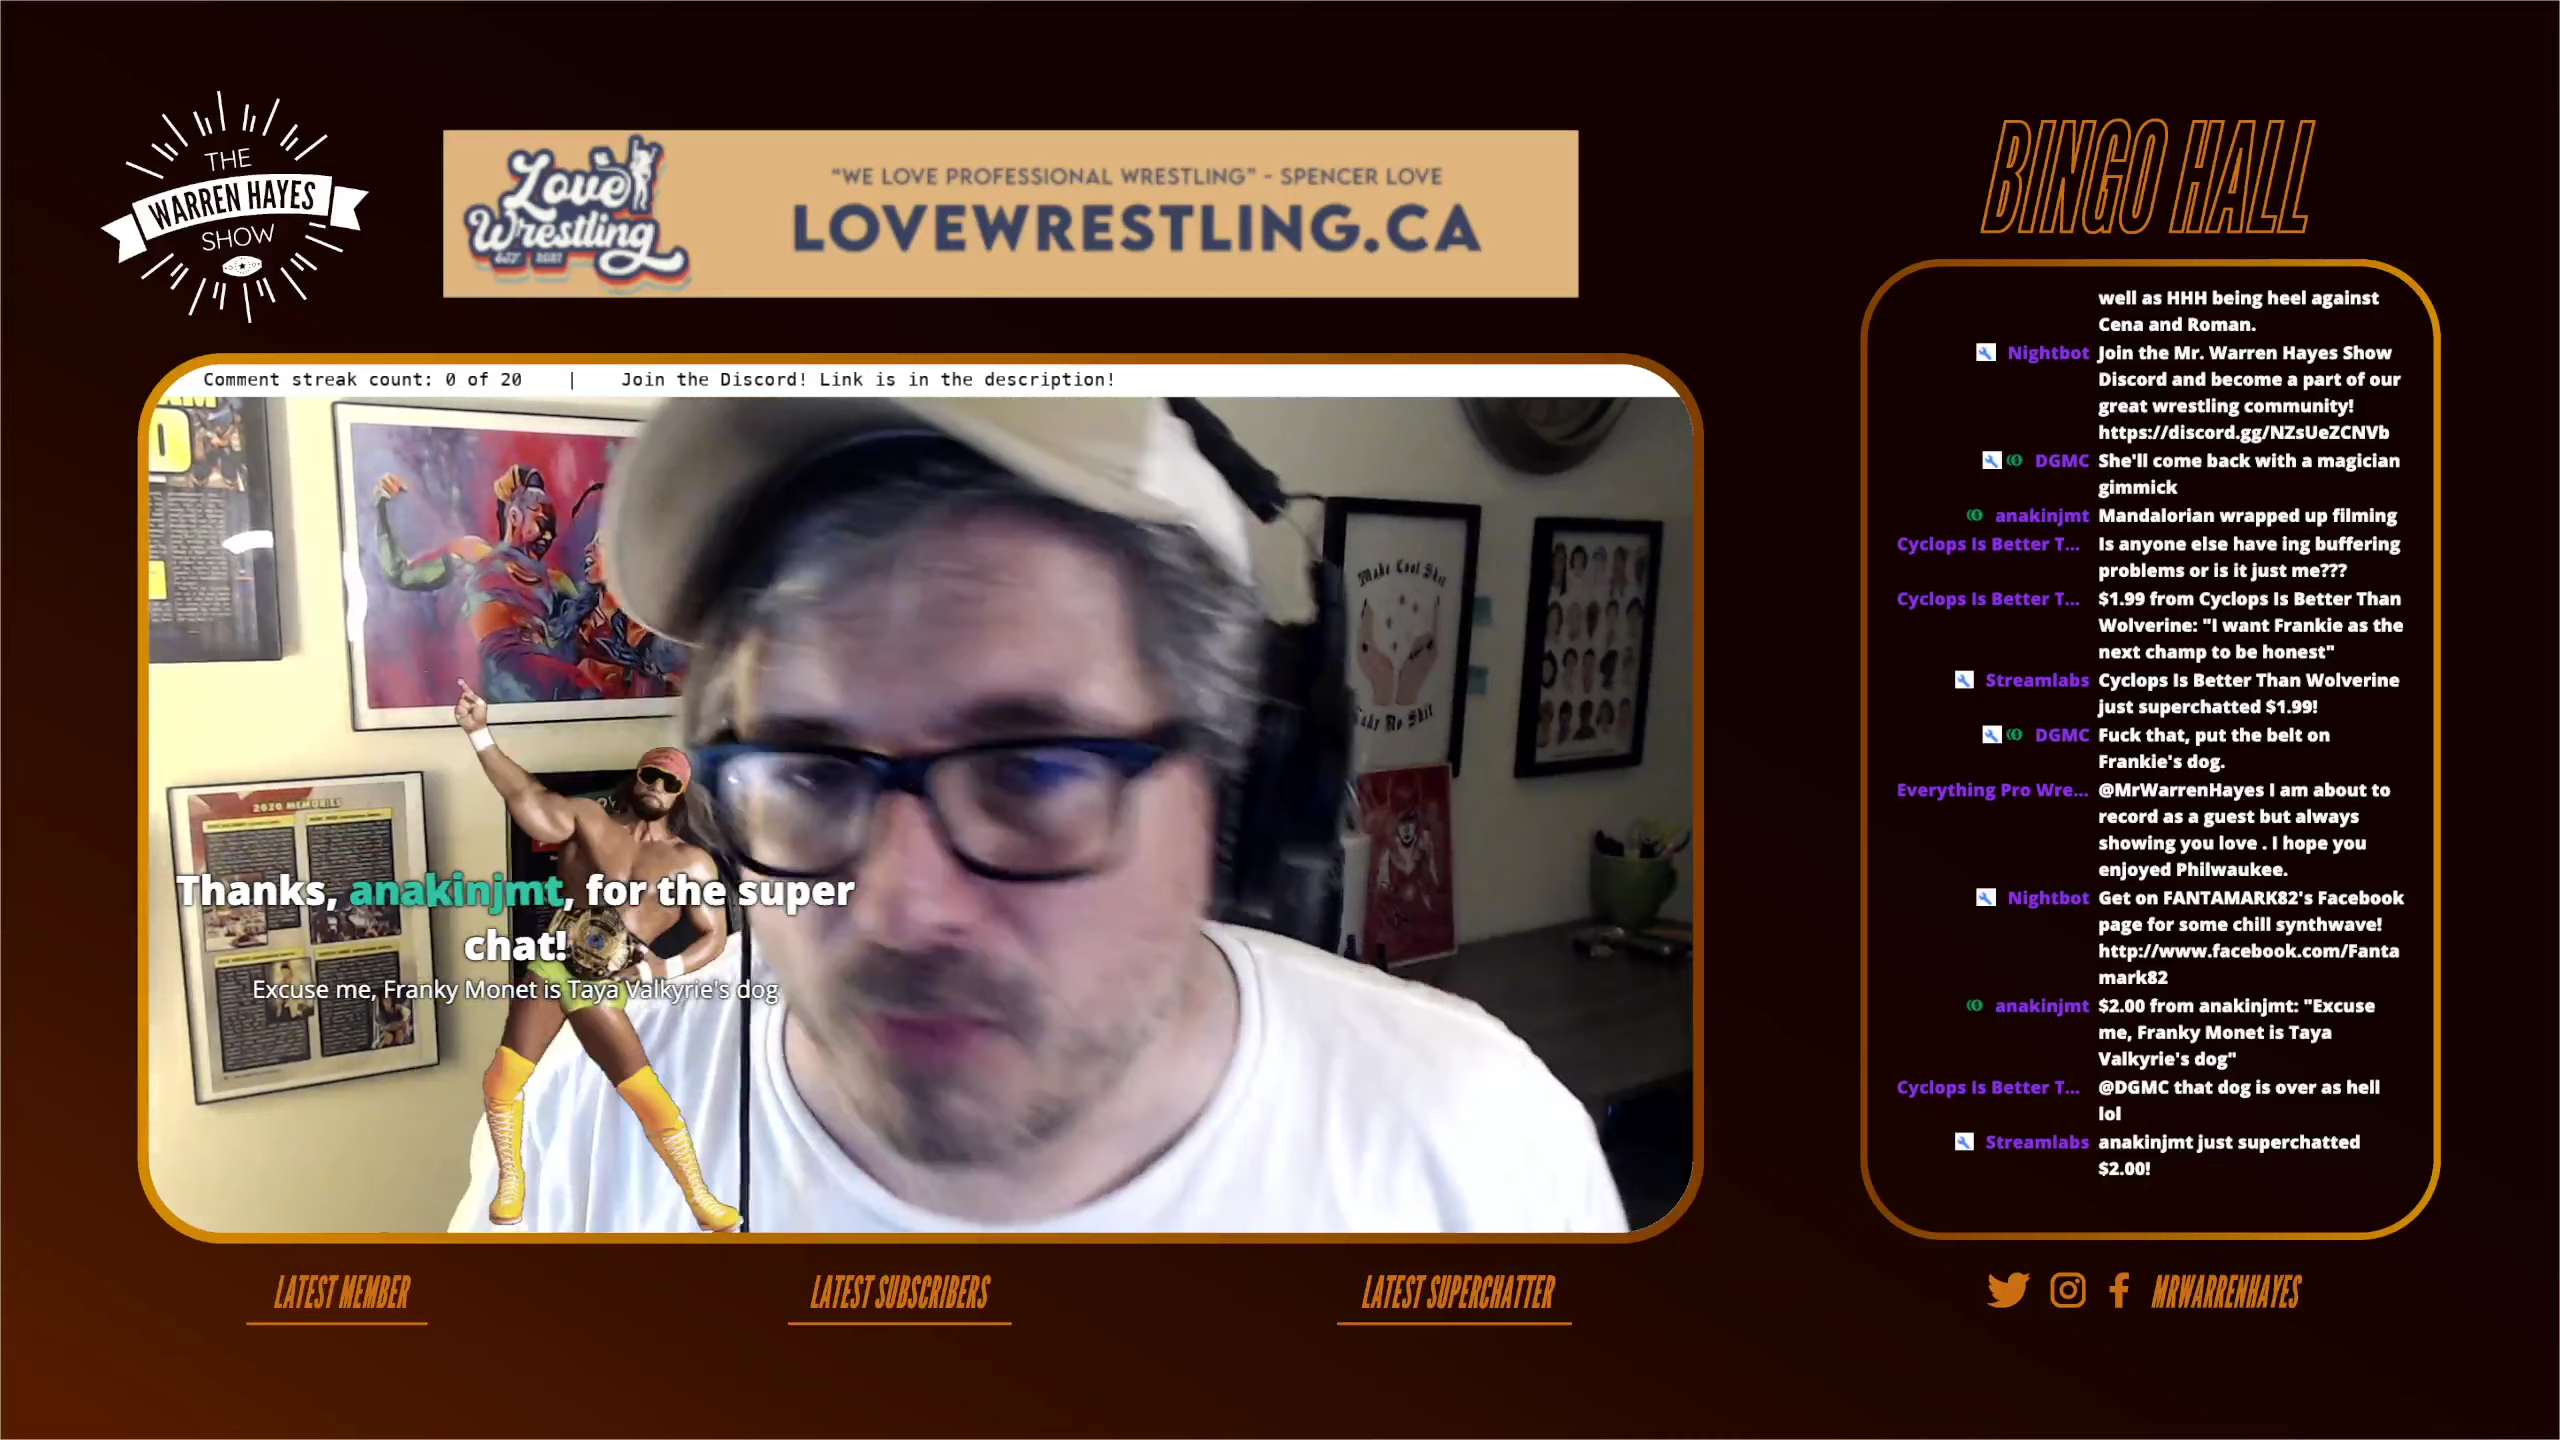 THE
WARREN HAYES
SHOW
Love
Wrestling
EST 2021
"WE LOVE PROFESSIONAL WRESTLING" - SPENCER LOVE
LOVEWRESTLING.CA
Comment streak count: 0 of 20 | Join the Discord! Link is in the description!
2020 MEMORIES
Make Cool Shit
Take No Shit
Thanks, anakinjmt, for the super
chat!
Excuse me, Franky Monet is Taya Valkyrie's dog
LATEST MEMBER
LATEST SUBSCRIBERS
LATEST SUPERCHATTER
BINGO HALL
well as HHH being heel against
Cena and Roman.
Nightbot Join the Mr. Warren Hayes Show
Discord and become a part of our
great wrestling community!
https://discord.gg/NZsUeZCNVb
DGMC She'll come back with a magician
gimmick
anakinjmt Mandalorian wrapped up filming
Cyclops Is Better T... Is anyone else have ing buffering
problems or is it just me???
Cyclops Is Better T... $1.99 from Cyclops Is Better Than
Wolverine: "I want Frankie as the
next champ to be honest"
Streamlabs Cyclops Is Better Than Wolverine
just superchatted $1.99!
DGMC Fuck that, put the belt on
Frankie's dog.
Everything Pro Wre... @MrWarrenHayes I am about to
record as a guest but always
showing you love . I hope you
enjoyed Philwaukee.
Nightbot Get on FANTAMARK82's Facebook
page for some chill synthwave!
http://www.facebook.com/Fanta
mark82
anakinjmt $2.00 from anakinjmt: "Excuse
me, Franky Monet is Taya
Valkyrie's dog"
Cyclops Is Better T... @DGMC that dog is over as hell
lol
Streamlabs anakinjmt just superchatted
$2.00!
MRWARRENHAYES